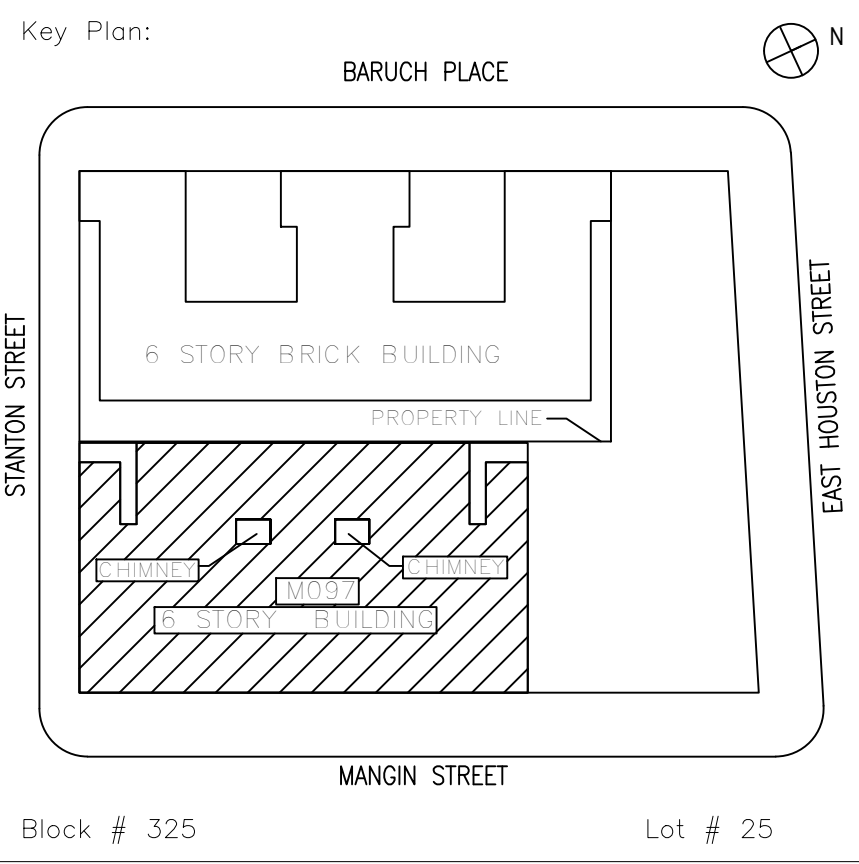 Key Plan:
N
BARUCH PLACE
STANTON STREET
EAST HOUSTON STREET
6 STORY BRICK BUILDING
PROPERTY LINE
CHIMNEY
CHIMNEY
M097
6 STORY BUILDING
MANGIN STREET
Block # 325
Lot # 25